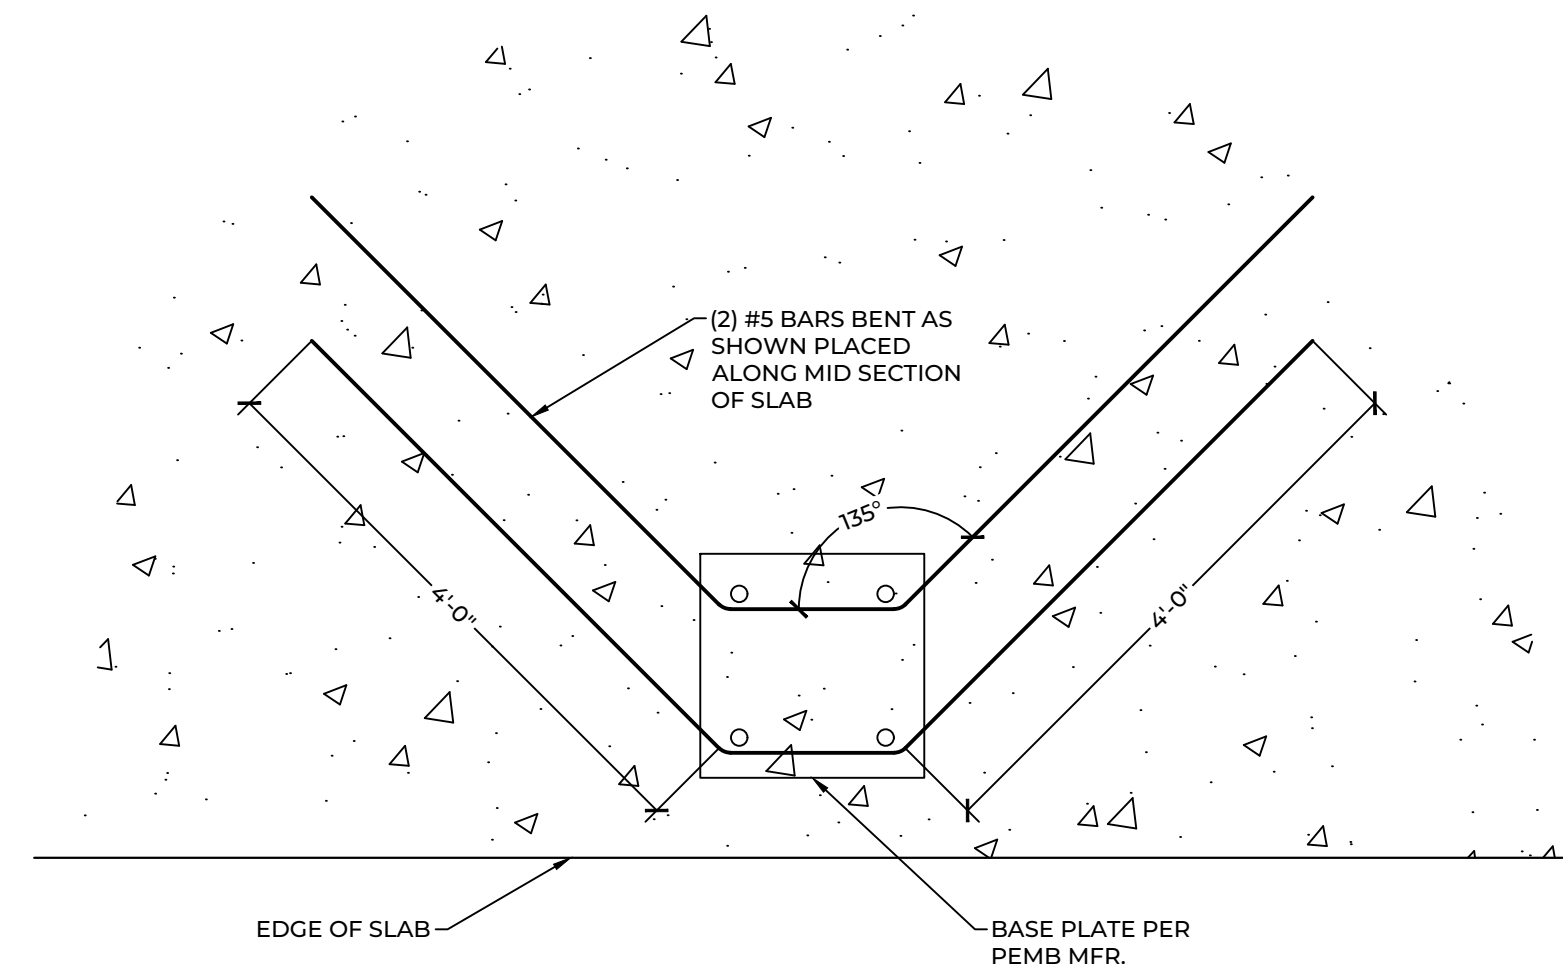 (2) #5 BARS BENT AS
SHOWN PLACED
ALONG MID SECTION
OF SLAB
135°
4'-0"
4'-0"
EDGE OF SLAB
BASE PLATE PER
PEMB MFR.